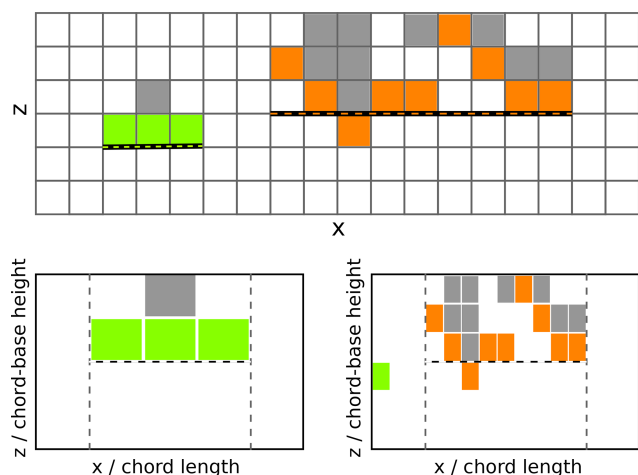 z
x
z / chord-base height
x / chord length
z / chord-base height
x / chord length